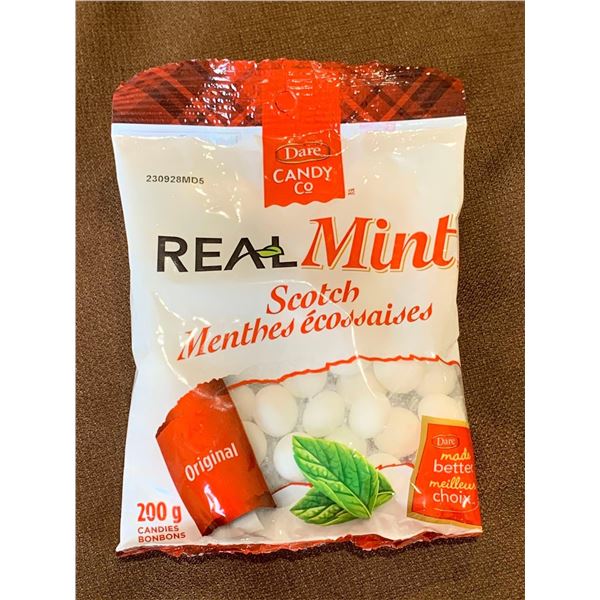 Dare
CANDY
Co
230928MD5
REAL Mint
Scotch
Menthes écossaises
Original
Dare
made
better
meilleur
choix
200 g
CANDIES
BONBONS